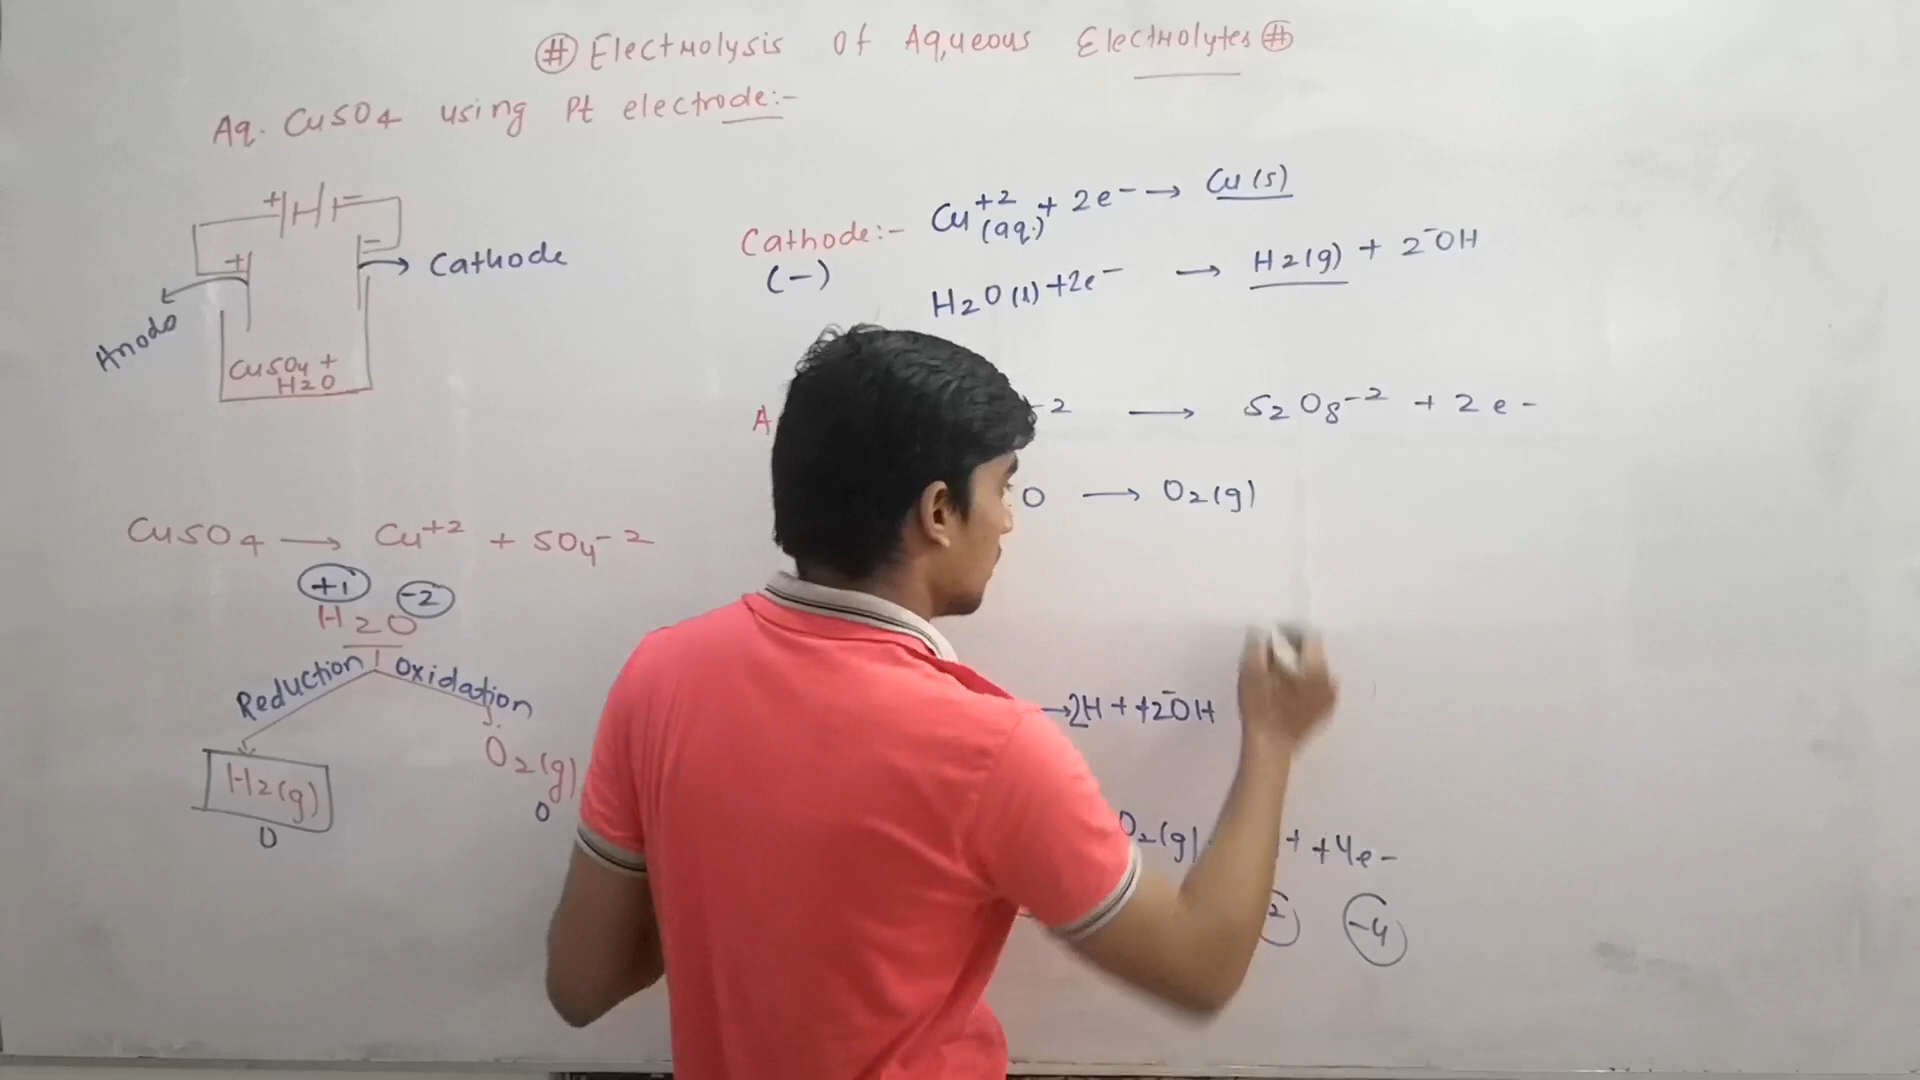 # Electrolysis of Aqueous Electrolytes #
Aq. CuSO4 using Pt electrode:-
+ -
+ -
Cathode
Anode
CuSO4 +
H2O
CuSO4 → Cu+2 + SO4-2
+1 -2
H2O
Reduction Oxidation
H2(g) O2(g)
0 0
Cathode:- Cu+2 (aq.) + 2e- → Cu(s)
(-)
H2O(l) + 2e- → H2(g) + 2-OH
A -2 → S2O8-2 + 2e-
O → O2(g)
→ 2H+ + 2-OH
O2(g) + + 4e-
2 -4